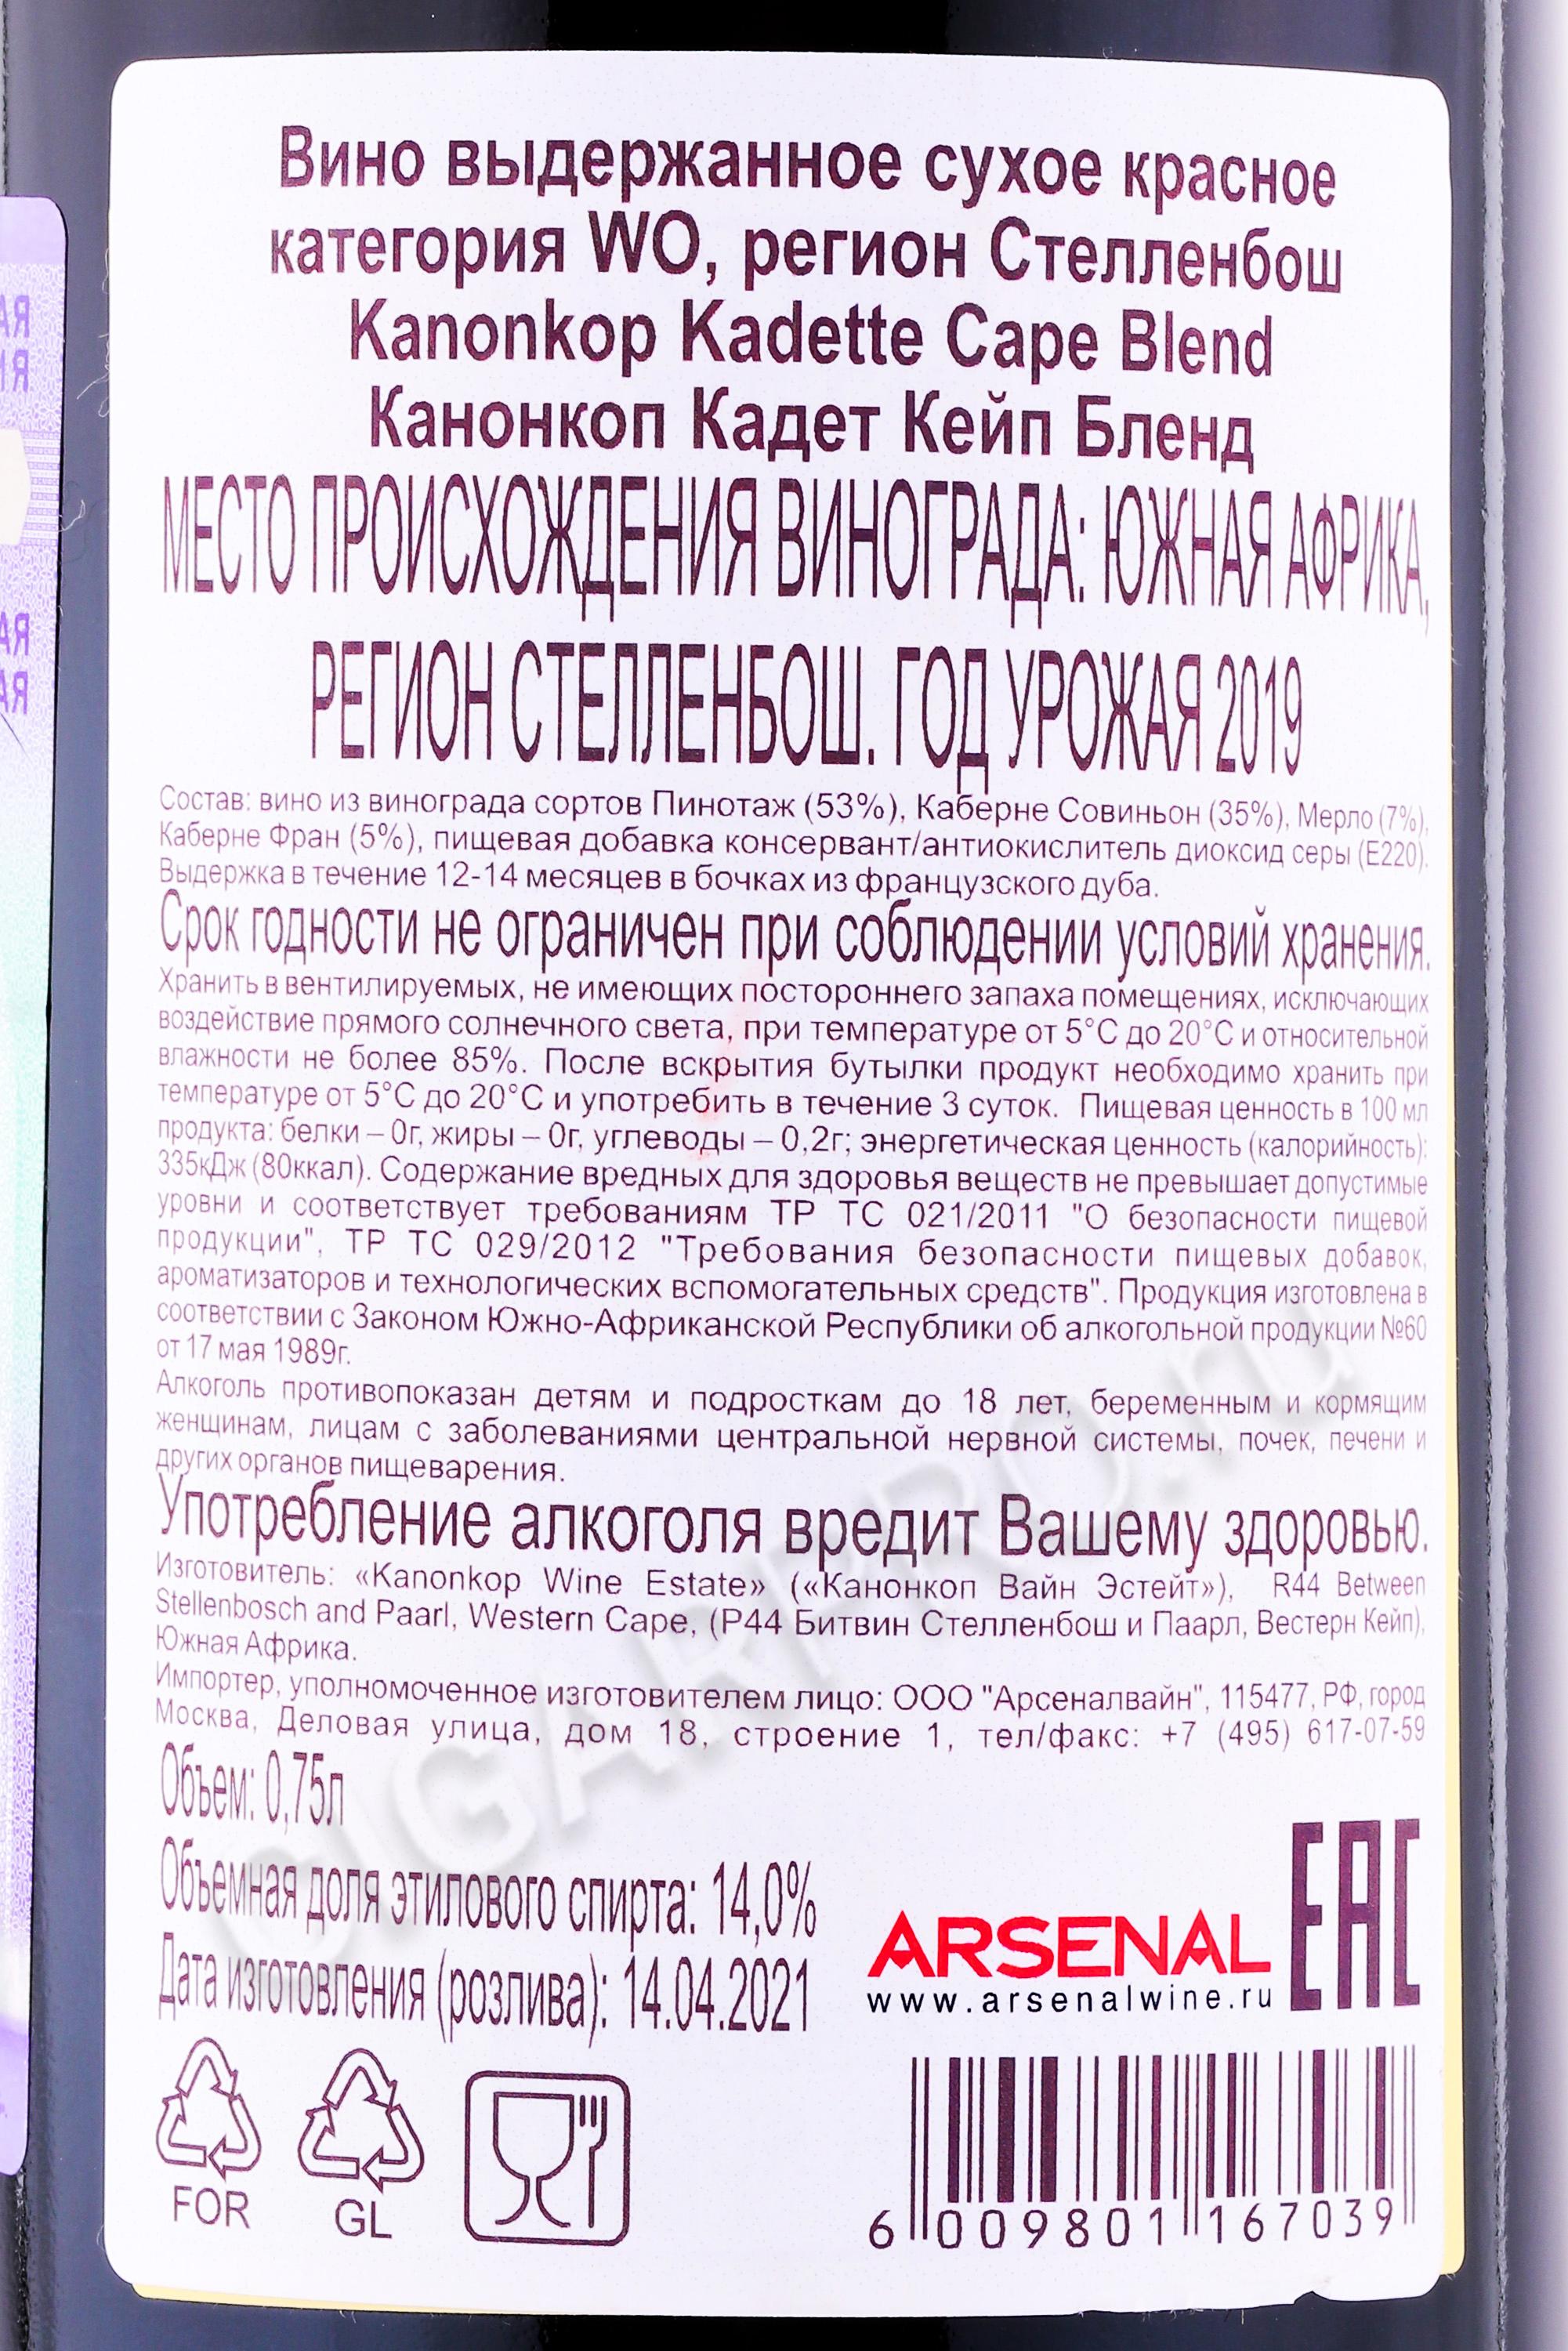 Вино выдержанное сухое красное
категория WO, регион Стелленбош
Kanonkop Kadette Cape Blend
Канонкоп Кадет Кейп Бленд
МЕСТО ПРОИСХОЖДЕНИЯ ВИНОГРАДА: ЮЖНАЯ АФРИКА,
РЕГИОН СТЕЛЛЕНБОШ. ГОД УРОЖАЯ 2019
Состав: вино из винограда сортов Пинотаж (53%), Каберне Совиньон (35%), Мерло (7%),
Каберне Фран (5%), пищевая добавка консервант/антиокислитель диоксид серы (E220).
Выдержка в течение 12-14 месяцев в бочках из французского дуба.
Срок годности не ограничен при соблюдении условий хранения.
Хранить в вентилируемых, не имеющих постороннего запаха помещениях, исключающих
воздействие прямого солнечного света, при температуре от 5°C до 20°C и относительной
влажности не более 85%. После вскрытия бутылки продукт необходимо хранить при
температуре от 5°C до 20°C и употребить в течение 3 суток. Пищевая ценность в 100 мл
продукта: белки – 0г, жиры – 0г, углеводы – 0,2г; энергетическая ценность (калорийность):
335кДж (80ккал). Содержание вредных для здоровья веществ не превышает допустимые
уровни и соответствует требованиям ТР ТС 021/2011 "О безопасности пищевой
продукции", ТР ТС 029/2012 "Требования безопасности пищевых добавок,
ароматизаторов и технологических вспомогательных средств". Продукция изготовлена в
соответствии с Законом Южно-Африканской Республики об алкогольной продукции №60
от 17 мая 1989г.
Алкоголь противопоказан детям и подросткам до 18 лет, беременным и кормящим
женщинам, лицам с заболеваниями центральной нервной системы, почек, печени и
других органов пищеварения.
Употребление алкоголя вредит Вашему здоровью.
Изготовитель: «Kanonkop Wine Estate» («Канонкоп Вайн Эстейт»), R44 Between
Stellenbosch and Paarl, Western Cape, (Р44 Битвин Стелленбош и Паарл, Вестерн Кейп),
Южная Африка.
Импортер, уполномоченное изготовителем лицо: ООО "Арсеналвайн", 115477, РФ, город
Москва, Деловая улица, дом 18, строение 1, тел/факс: +7 (495) 617-07-59
Объем: 0,75л
Объемная доля этилового спирта: 14,0%
Дата изготовления (розлива): 14.04.2021
ARSENAL
www.arsenalwine.ru
EAC
FOR
GL
6 009801 167039
CIGARPRO.ru